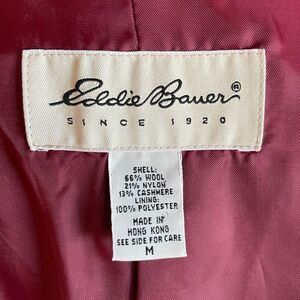 Eddie Bauer®
SINCE 1920
SHELL:
66% WOOL
21% NYLON
13% CASHMERE
LINING:
100% POLYESTER
MADE IN
HONG KONG
SEE SIDE FOR CARE
M